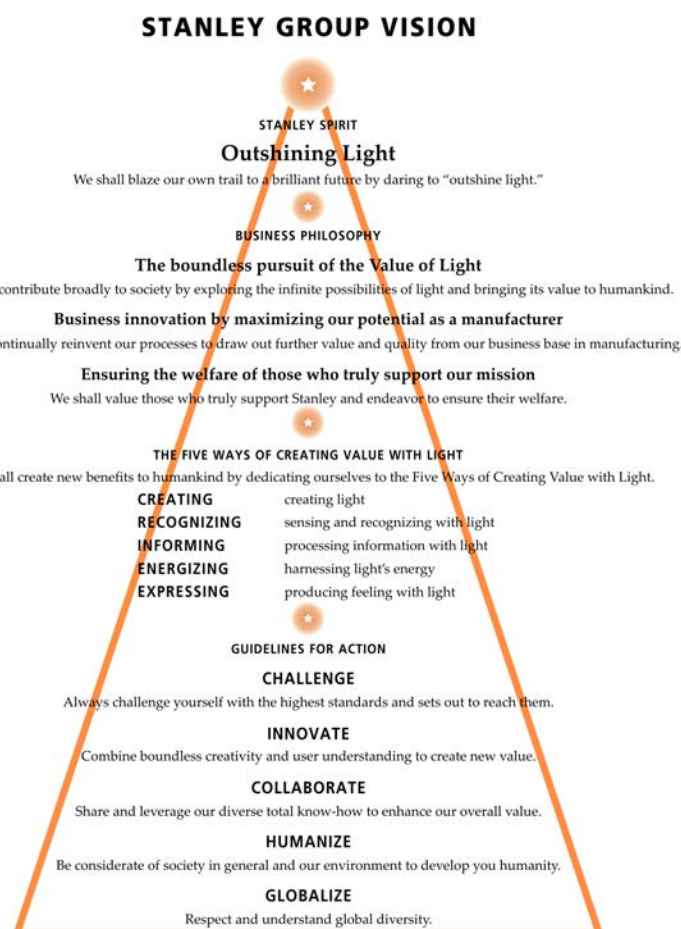 STANLEY GROUP VISION
STANLEY SPIRIT
Outshining Light
We shall blaze our own trail to a brilliant future by daring to “outshine light.”
BUSINESS PHILOSOPHY
The boundless pursuit of the Value of Light
contribute broadly to society by exploring the infinite possibilities of light and bringing its value to humankind.
Business innovation by maximizing our potential as a manufacturer
reinvent our processes to draw out further value and quality from our business base in manufacturing
Ensuring the welfare of those who truly support our mission
We shall value those who truly support Stanley and endeavor to ensure their welfare.
THE FIVE WAYS OF CREATING VALUE WITH LIGHT
create new benefits to humankind by dedicating ourselves to the Five Ways of Creating Value with Light.
CREATING creating light
RECOGNIZING sensing and recognizing with light
INFORMING processing information with light
ENERGIZING harnessing light’s energy
EXPRESSING producing feeling with light
GUIDELINES FOR ACTION
CHALLENGE
Always challenge yourself with the highest standards and sets out to reach them.
INNOVATE
Combine boundless creativity and user understanding to create new value.
COLLABORATE
Share and leverage our diverse total know-how to enhance our overall value.
HUMANIZE
Be considerate of society in general and our environment to develop you humanity.
GLOBALIZE
Respect and understand global diversity.